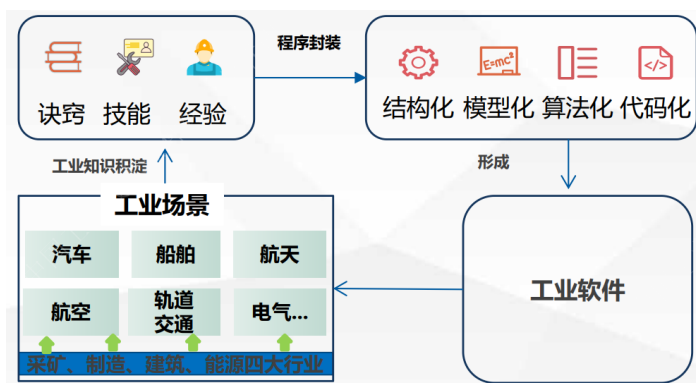 程序封装
E=mc²
</>
诀窍 技能 经验
结构化 模型化 算法化 代码化
工业知识积淀
形成
工业场景
汽车 船舶 航天
航空 轨道交通 电气...
采矿、制造、建筑、能源四大行业
工业软件